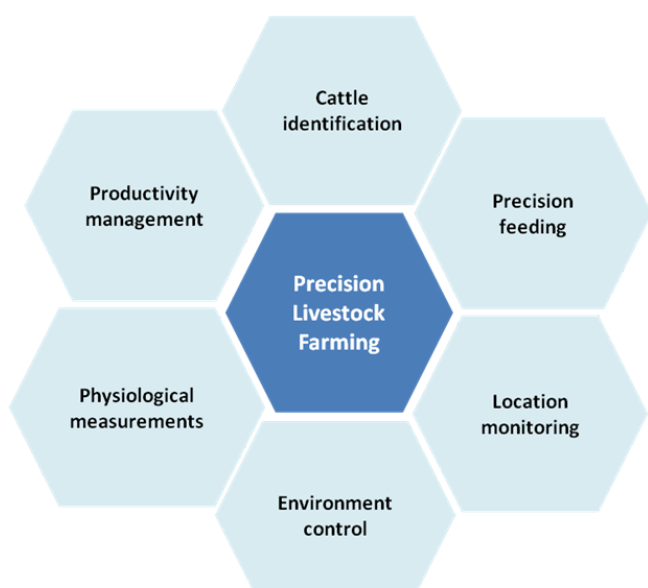 Cattle
identification
Productivity
management
Precision
feeding
Precision
Livestock
Farming
Physiological
measurements
Location
monitoring
Environment
control